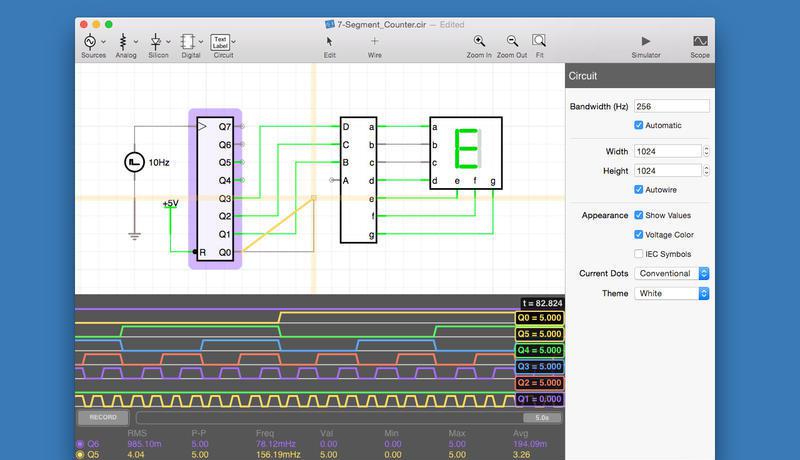 7-Segment_Counter.cir — Edited
Text Label
Sources Analog Silicon Digital Circuit Edit Wire Zoom In Zoom Out Fit Simulator Scope
Circuit
Bandwidth (Hz) 256
Automatic
Width 1024
Height 1024
Autowire
Appearance Show Values
Voltage Color
IEC Symbols
Current Dots Conventional
Theme White
10Hz
+5V
R
Q7
Q6
Q5
Q4
Q3
Q2
Q1
Q0
D a
C b
B c
A d
e
f
g
a
b
c
d e f g
t = 82.824
Q0 = 5.000
Q5 = 5.000
Q4 = 5.000
Q3 = 5.000
Q2 = 5.000
Q1 = 0.000
RECORD 5.0s
RMS P-P Freq Val Min Max Avg
Q6 985.10m 5.00 78.12mHz 0.00 0.00 5.00 194.09m
Q5 4.04 5.00 156.19mHz 5.00 0.00 5.00 3.26